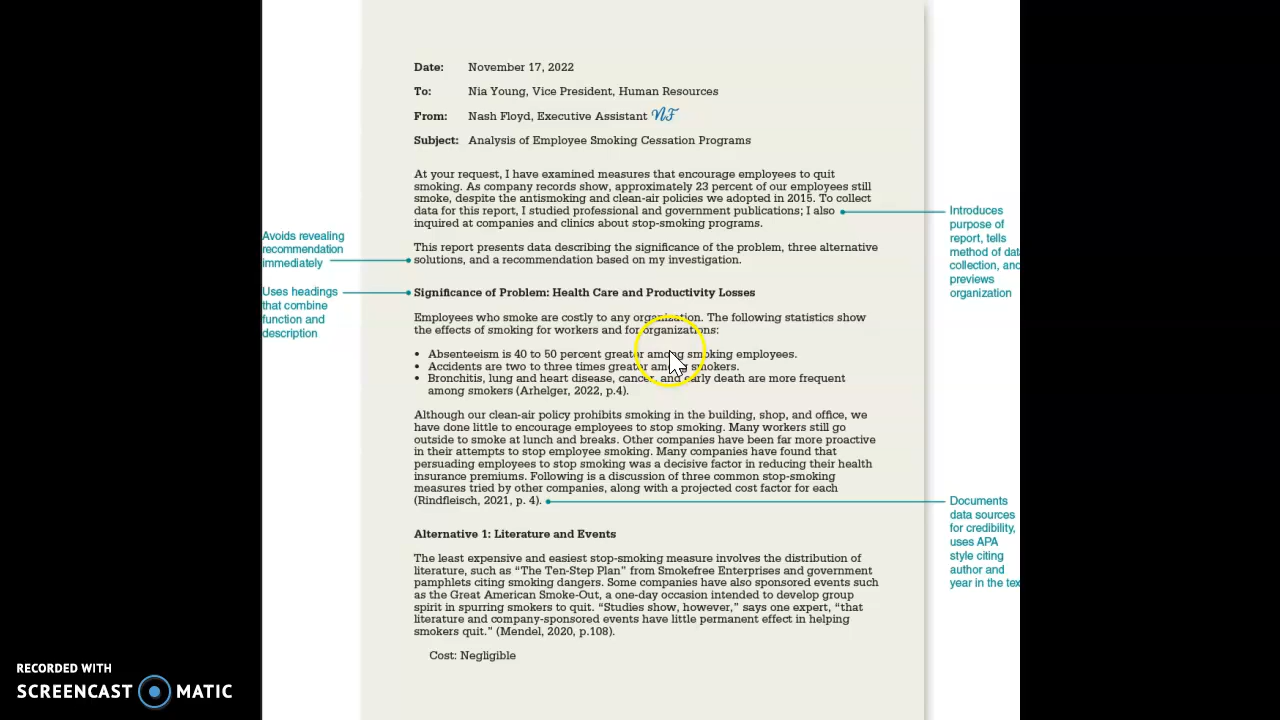 Date: November 17, 2022
To: Nia Young, Vice President, Human Resources
From: Nash Floyd, Executive Assistant NF
Subject: Analysis of Employee Smoking Cessation Programs
At your request, I have examined measures that encourage employees to quit
smoking. As company records show, approximately 23 percent of our employees still
smoke, despite the antismoking and clean-air policies we adopted in 2015. To collect
data for this report, I studied professional and government publications; I also
inquired at companies and clinics about stop-smoking programs.
Introduces
purpose of
report, tells
method of dat
collection, and
previews
organization
This report presents data describing the significance of the problem, three alternative
solutions, and a recommendation based on my investigation.
Avoids revealing
recommendation
immediately
Uses headings
that combine
function and
description
Significance of Problem: Health Care and Productivity Losses
Employees who smoke are costly to any organization. The following statistics show
the effects of smoking for workers and for organizations:
• Absenteeism is 40 to 50 percent greater among smoking employees.
• Accidents are two to three times greater among smokers.
• Bronchitis, lung and heart disease, cancer, and early death are more frequent
among smokers (Arhelger, 2022, p.4).
Although our clean-air policy prohibits smoking in the building, shop, and office, we
have done little to encourage employees to stop smoking. Many workers still go
outside to smoke at lunch and breaks. Other companies have been far more proactive
in their attempts to stop employee smoking. Many companies have found that
persuading employees to stop smoking was a decisive factor in reducing their health
insurance premiums. Following is a discussion of three common stop-smoking
measures tried by other companies, along with a projected cost factor for each
(Rindfleisch, 2021, p. 4).
Documents
data sources
for credibility,
uses APA
style citing
author and
year in the tex
Alternative 1: Literature and Events
The least expensive and easiest stop-smoking measure involves the distribution of
literature, such as “The Ten-Step Plan” from Smokefree Enterprises and government
pamphlets citing smoking dangers. Some companies have also sponsored events such
as the Great American Smoke-Out, a one-day occasion intended to develop group
spirit in spurring smokers to quit. “Studies show, however,” says one expert, “that
literature and company-sponsored events have little permanent effect in helping
smokers quit.” (Mendel, 2020, p.108).
Cost: Negligible
RECORDED WITH
SCREENCAST MATIC